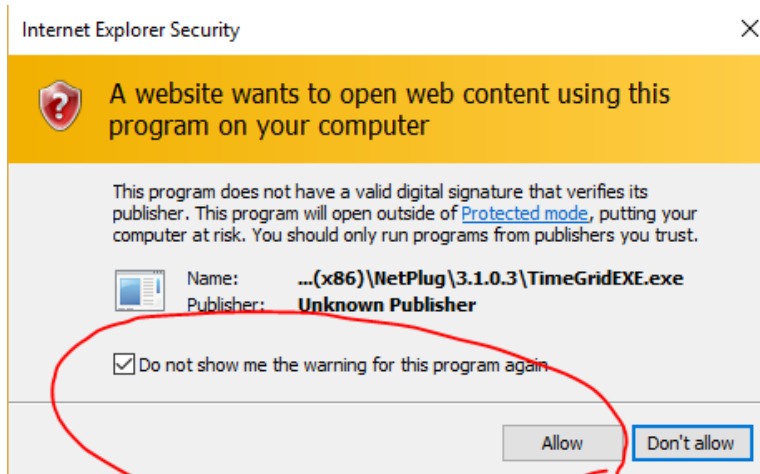 Internet Explorer Security
A website wants to open web content using this
program on your computer
This program does not have a valid digital signature that verifies its
publisher. This program will open outside of Protected mode, putting your
computer at risk. You should only run programs from publishers you trust.
Name: ...(x86)\NetPlug\3.1.0.3\TimeGridEXE.exe
Publisher: Unknown Publisher
Do not show me the warning for this program again
Allow Don't allow